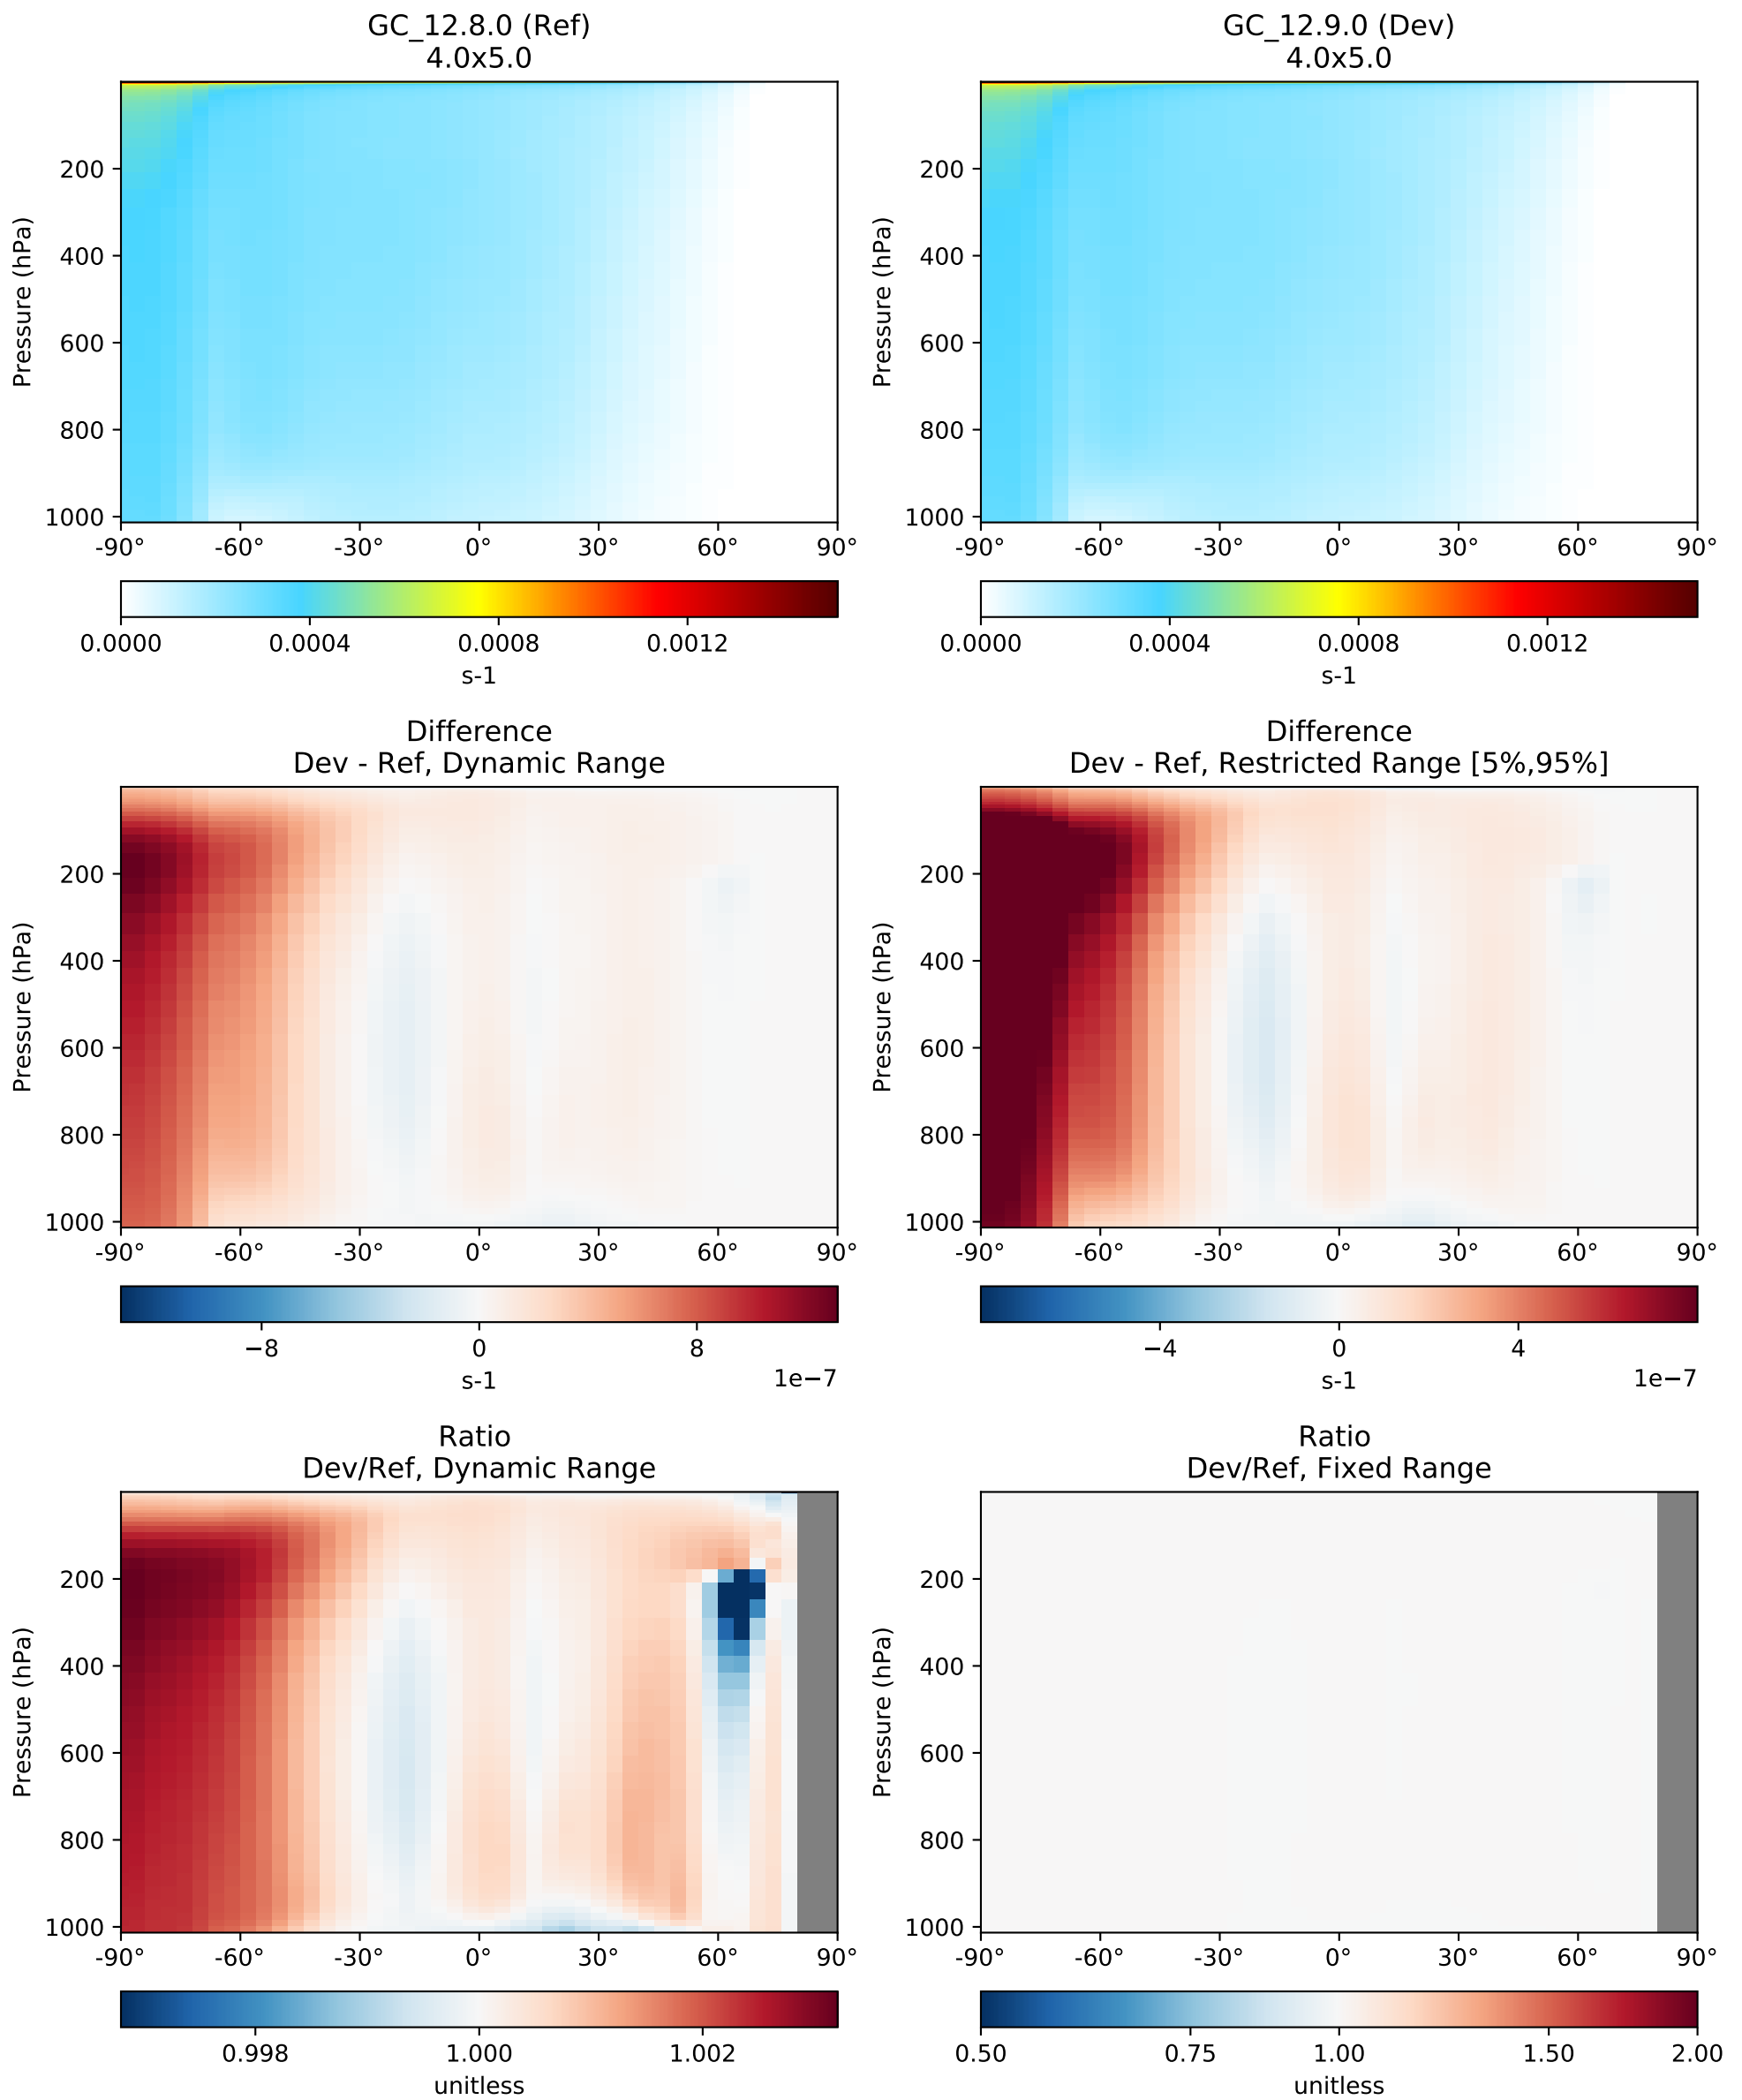 GC_12.8.0 (Ref)
4.0x5.0
Pressure (hPa)
200
400
600
800
1000
-90° -60° -30° 0° 30° 60° 90°
0.0000 0.0004 0.0008 0.0012
s-1
GC_12.9.0 (Dev)
4.0x5.0
Pressure (hPa)
200
400
600
800
1000
-90° -60° -30° 0° 30° 60° 90°
0.0000 0.0004 0.0008 0.0012
s-1
Difference
Dev - Ref, Dynamic Range
Pressure (hPa)
200
400
600
800
1000
-90° -60° -30° 0° 30° 60° 90°
−8 0 8
s-1 1e−7
Difference
Dev - Ref, Restricted Range [5%,95%]
Pressure (hPa)
200
400
600
800
1000
-90° -60° -30° 0° 30° 60° 90°
−4 0 4
s-1 1e−7
Ratio
Dev/Ref, Dynamic Range
Pressure (hPa)
200
400
600
800
1000
-90° -60° -30° 0° 30° 60° 90°
0.998 1.000 1.002
unitless
Ratio
Dev/Ref, Fixed Range
Pressure (hPa)
200
400
600
800
1000
-90° -60° -30° 0° 30° 60° 90°
0.50 0.75 1.00 1.50 2.00
unitless